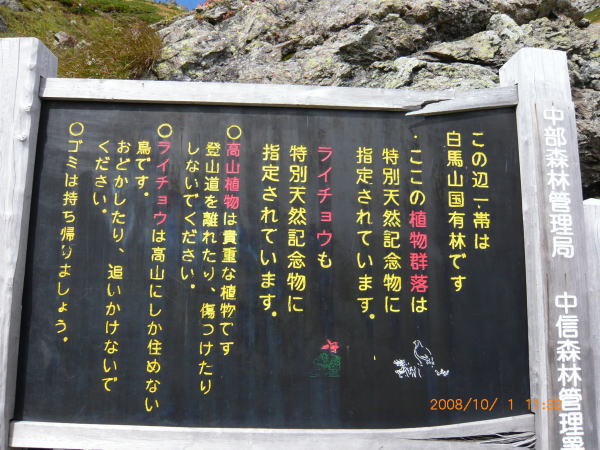 この辺一帯は
白馬山国有林です
・ここの植物群落は
特別天然記念物に
指定されています。
ライチョウも
特別天然記念物に
指定されています。
○高山植物は貴重な植物です
登山道を離れたり、傷つけたり
しないでください。
○ライチョウは高山にしか住めない
鳥です。
おどかしたり、追いかけないで
ください。
○ゴミは持ち帰りましょう。
中部森林管理局 中信森林管理署
2008/10/ 1